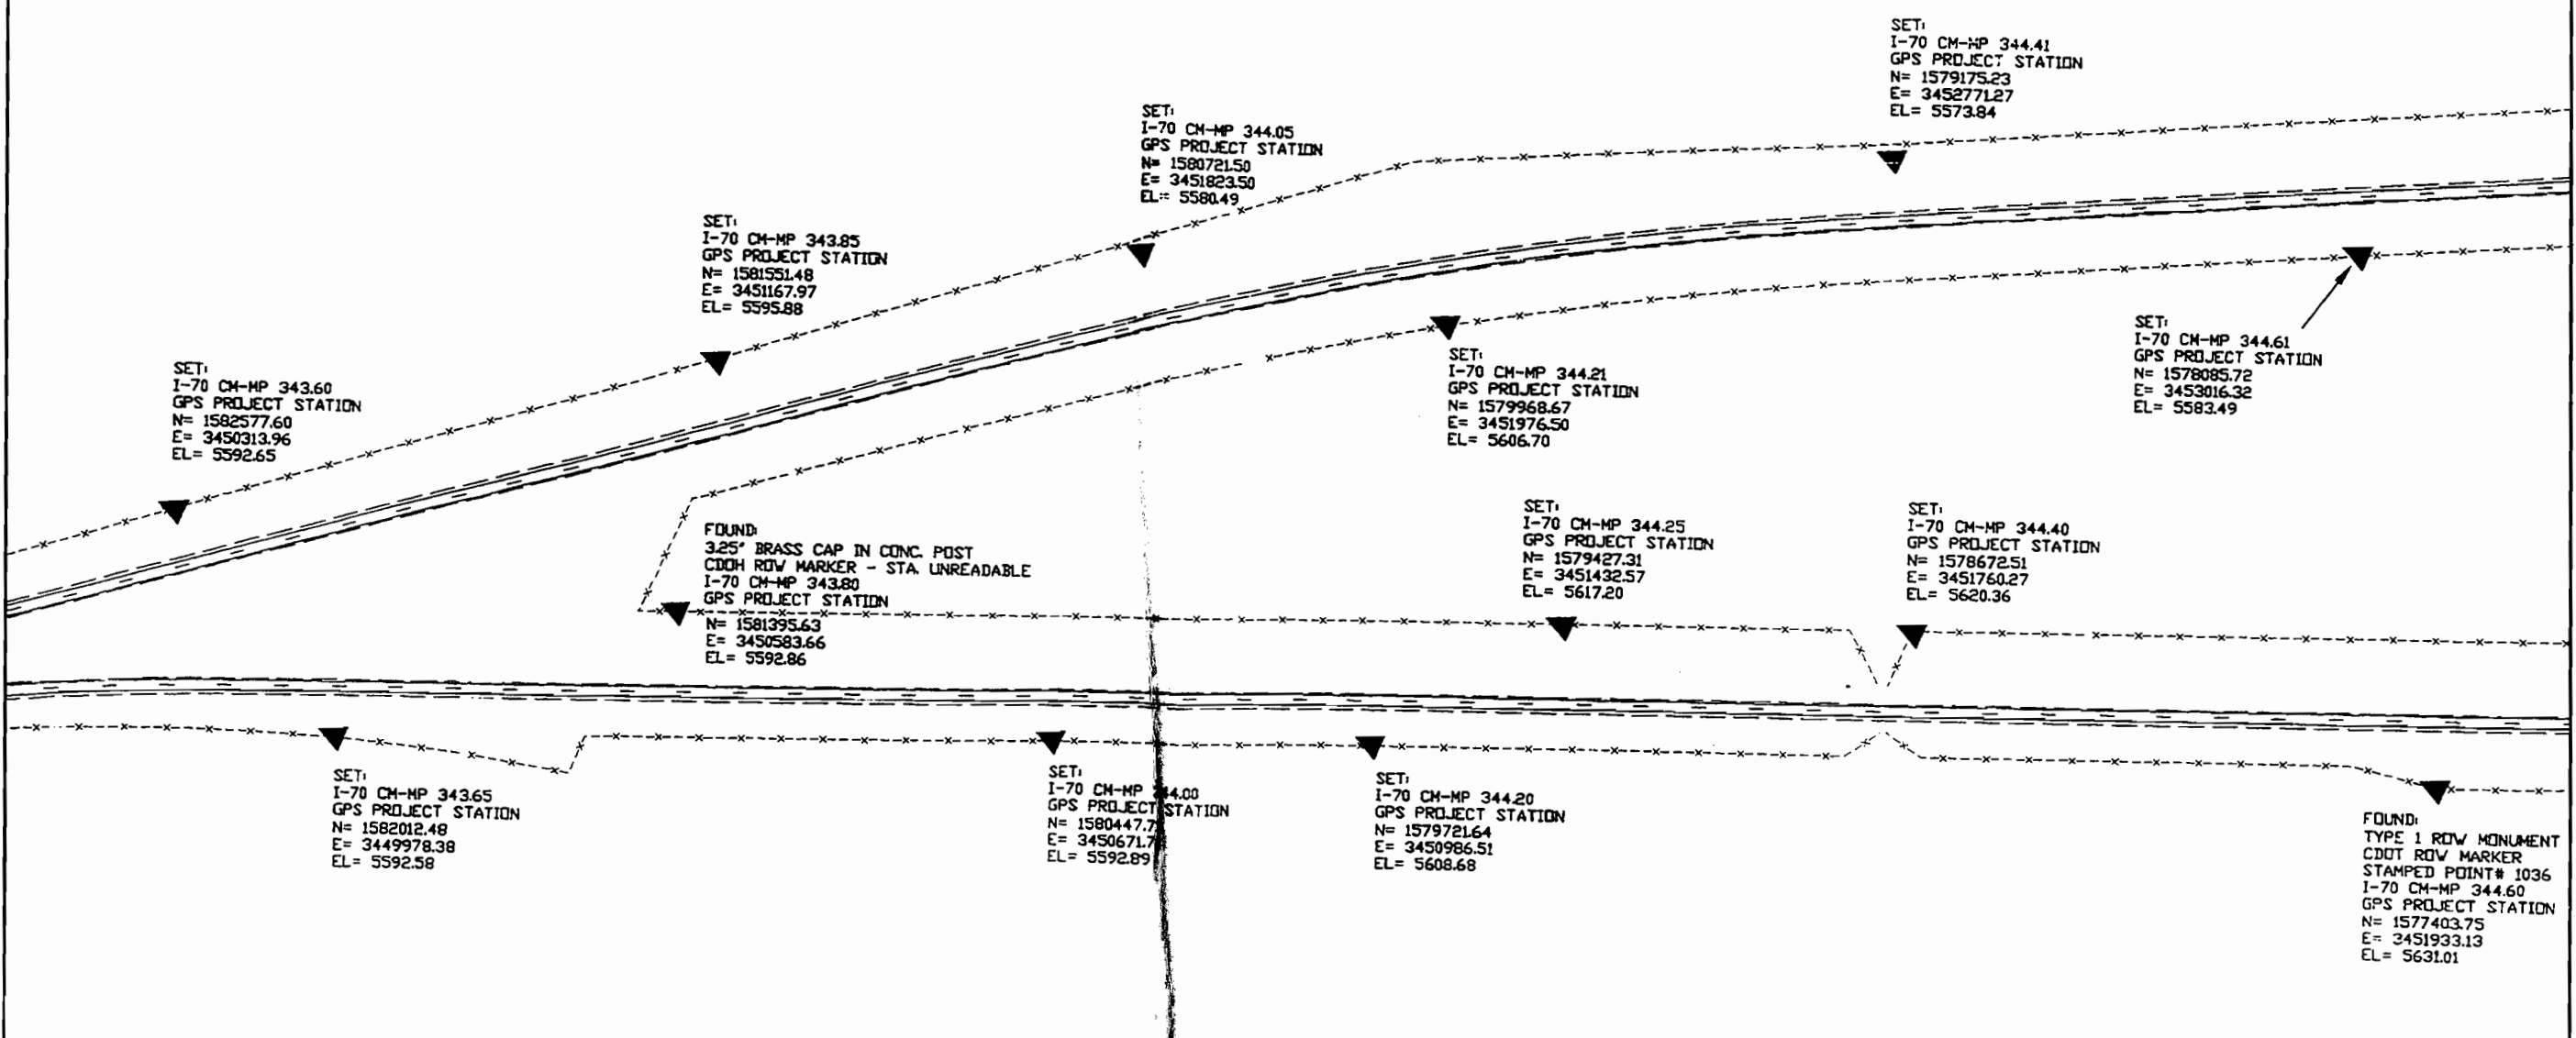 SET:
I-70 CM-MP 344.41
GPS PROJECT STATION
N= 1579175.23
E= 3452771.27
EL= 5573.84
SET:
I-70 CM-MP 344.05
GPS PROJECT STATION
N= 1580721.50
E= 3451823.50
EL= 5580.49
SET:
I-70 CM-MP 343.85
GPS PROJECT STATION
N= 1581551.48
E= 3451167.97
EL= 5595.88
SET:
I-70 CM-MP 343.60
GPS PROJECT STATION
N= 1582577.60
E= 3450313.96
EL= 5592.65
SET:
I-70 CM-MP 344.21
GPS PROJECT STATION
N= 1579968.67
E= 3451976.50
EL= 5606.70
SET:
I-70 CM-MP 344.61
GPS PROJECT STATION
N= 1578085.72
E= 3453016.32
EL= 5583.49
FOUND:
3.25" BRASS CAP IN CONC. POST
CDOH ROW MARKER - STA. UNREADABLE
I-70 CM-MP 343.80
GPS PROJECT STATION
N= 1581395.63
E= 3450583.66
EL= 5592.86
SET:
I-70 CM-MP 344.25
GPS PROJECT STATION
N= 1579427.31
E= 3451432.57
EL= 5617.20
SET:
I-70 CM-MP 344.40
GPS PROJECT STATION
N= 1578672.51
E= 3451760.27
EL= 5620.36
SET:
I-70 CM-MP 343.65
GPS PROJECT STATION
N= 1582012.48
E= 3449978.38
EL= 5592.58
SET:
I-70 CM-MP 44.00
GPS PROJECT STATION
N= 1580447.7
E= 3450671.7
EL= 5592.89
SET:
I-70 CM-MP 344.20
GPS PROJECT STATION
N= 1579721.64
E= 3450986.51
EL= 5608.68
FOUND:
TYPE 1 ROW MONUMENT
CDOT ROW MARKER
STAMPED POINT# 1036
I-70 CM-MP 344.60
GPS PROJECT STATION
N= 1577403.75
E= 3451933.13
EL= 5631.01